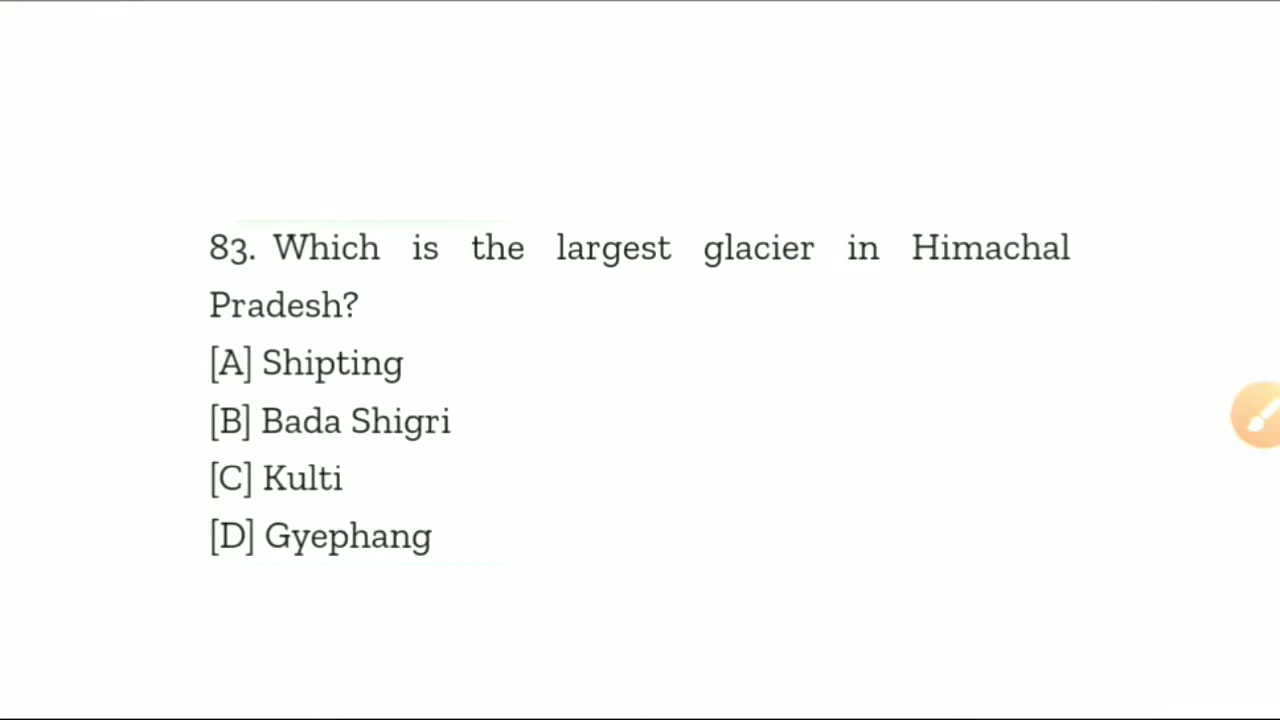 83. Which is the largest glacier in Himachal
Pradesh?
[A] Shipting
[B] Bada Shigri
[C] Kulti
[D] Gyephang